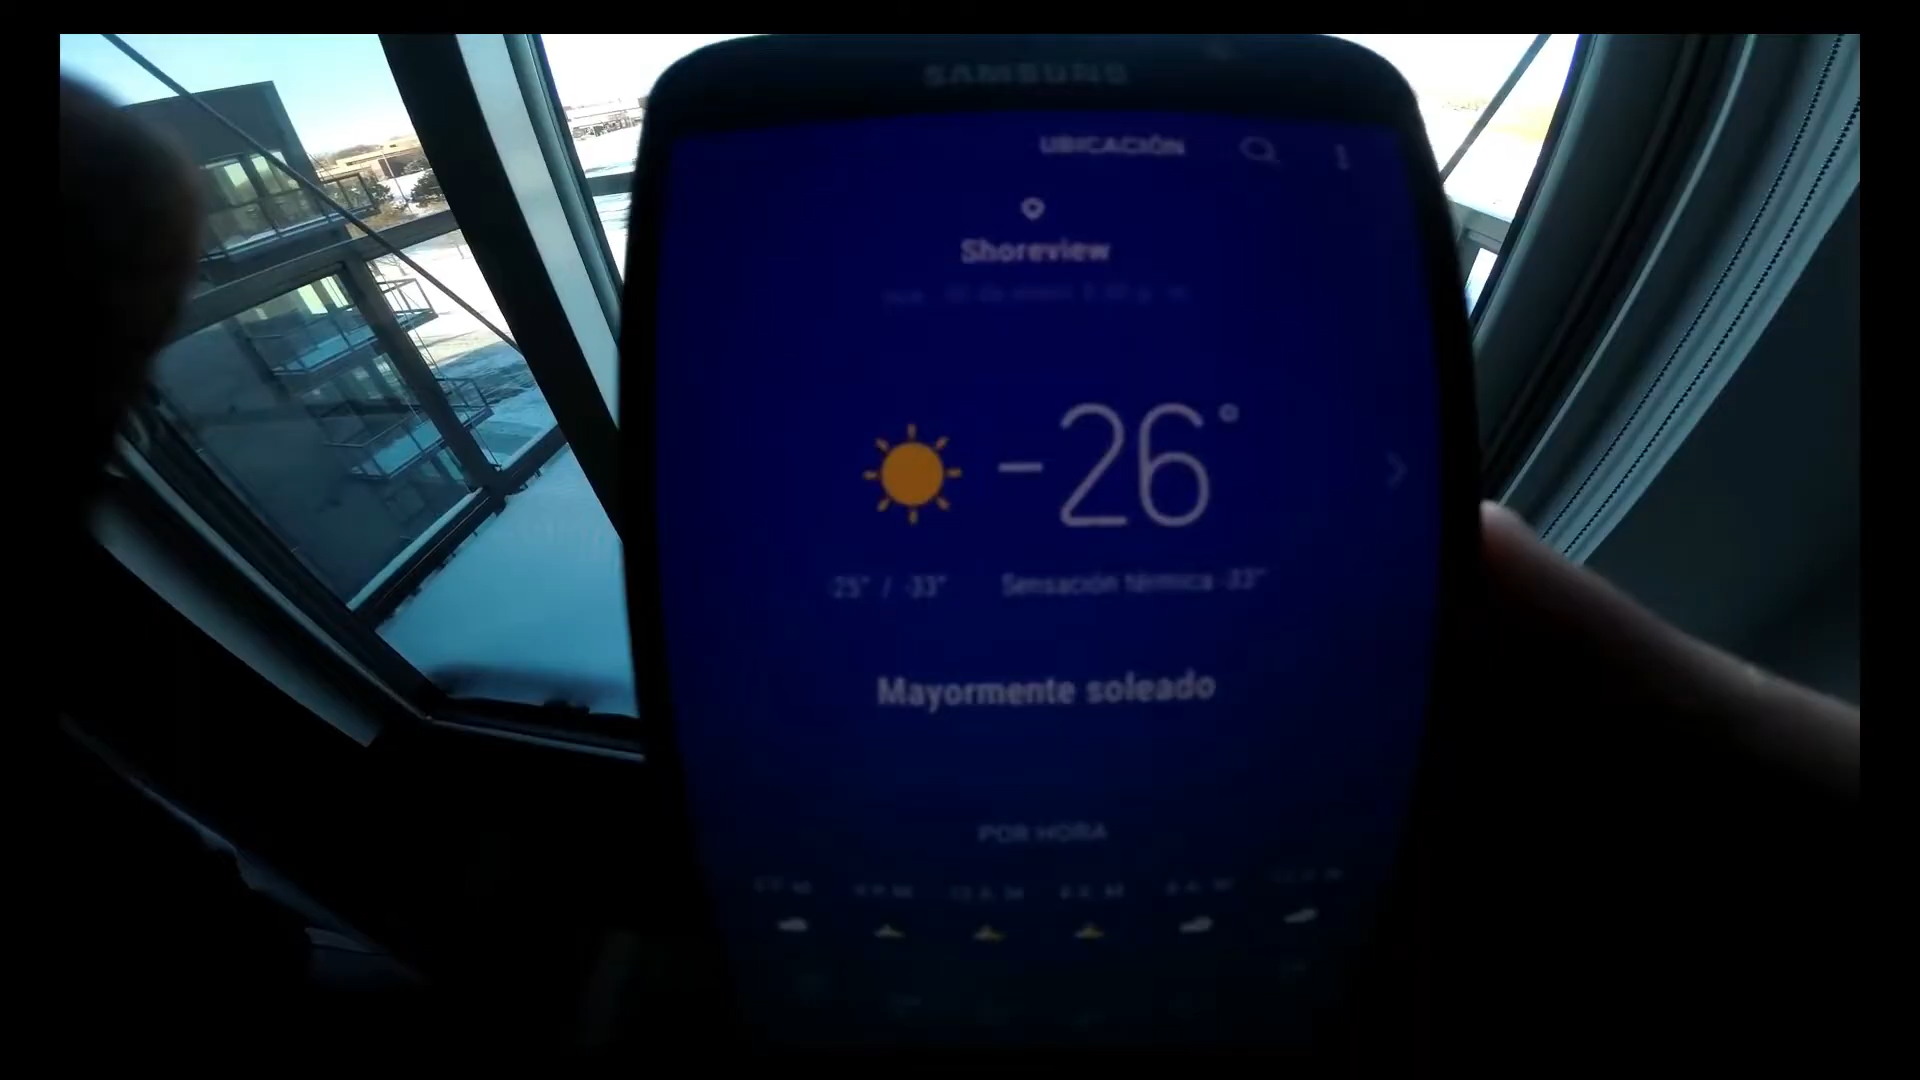 SAMSUNG
UBICACIÓN
Shoreview
-26°
-25° / -33° Sensación térmica -33°
Mayormente soleado
POR HORA